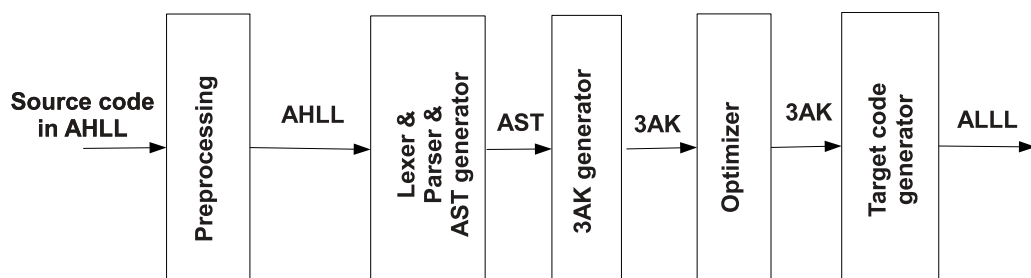 Source code
in AHLL
Preprocessing
AHLL
Lexer &
Parser &
AST generator
AST
3AK generator
3AK
Optimizer
3AK
Target code
generator
ALLL